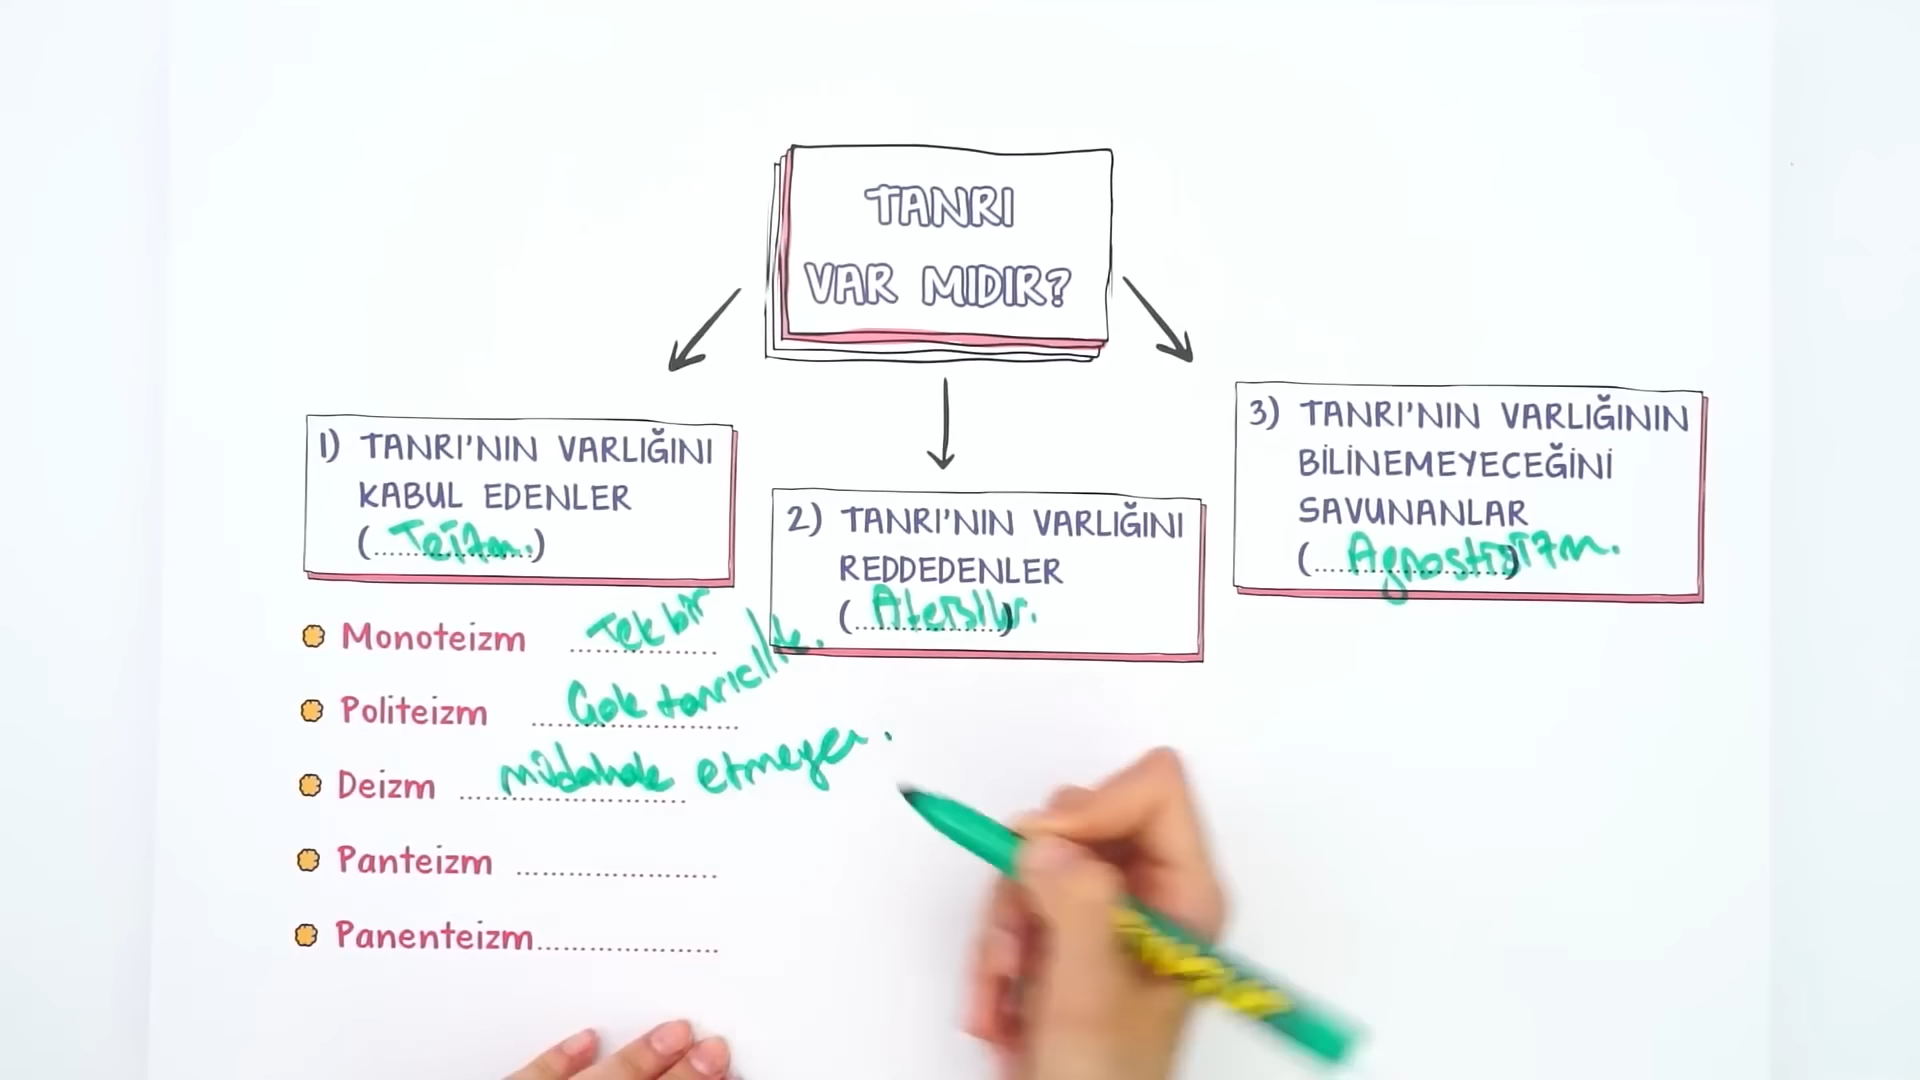 TANRI
VAR MIDIR?
1) TANRI'NIN VARLIĞINI
KABUL EDENLER
(Teizm.)
2) TANRI'NIN VARLIĞINI
REDDEDENLER
(
3) TANRI'NIN VARLIĞININ
BİLİNEMEYECEĞİNİ
SAVUNANLAR
(Agnostisizm.)
Monoteizm Tek bir
Politeizm Çok tanrıcılık.
Deizm müdahale etmeyen.
Panteizm ....................
Panenteizm..................